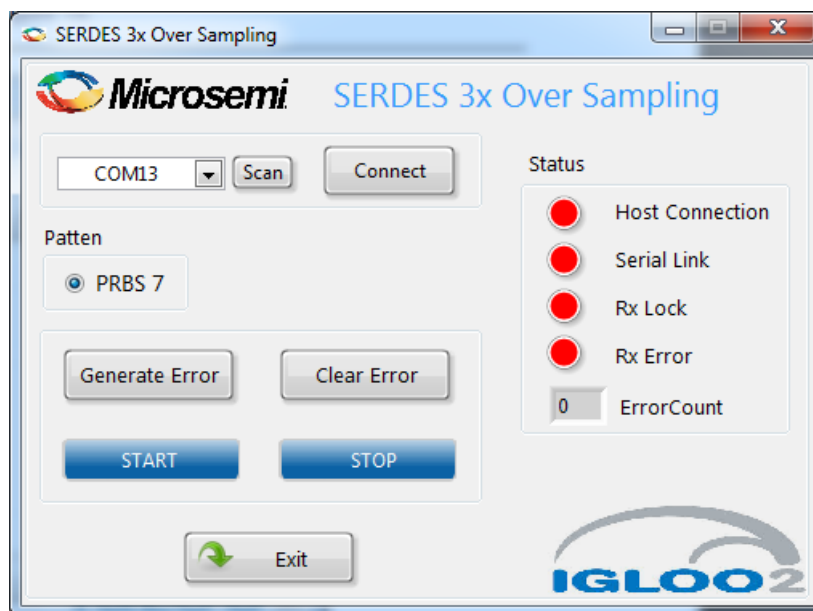 SERDES 3x Over Sampling
Microsemi SERDES 3x Over Sampling
COM13 Scan Connect
Status
Host Connection
Patten
Serial Link
PRBS 7
Rx Lock
Rx Error
Generate Error Clear Error
0 ErrorCount
START STOP
Exit
IGLOO2